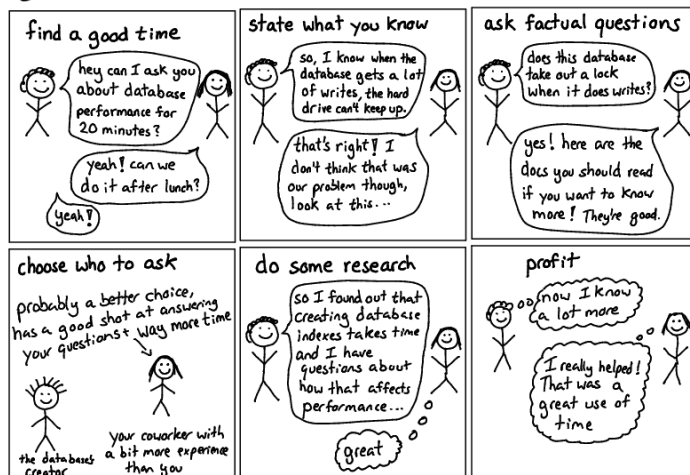 find a good time
hey can I ask you
about database
performance for
20 minutes?
yeah! can we
do it after lunch?
yeah!
state what you know
so, I know when the
database gets a lot
of writes, the hard
drive can't keep up.
that's right! I
don't think that was
our problem though,
look at this...
ask factual questions
does this database
take out a lock
when it does writes?
yes! here are the
docs you should read
if you want to know
more! They're good.
choose who to ask
probably a better choice,
has a good shot at answering
your questions + way more time
the database's
creator
your coworker with
a bit more experience
than you
do some research
so I found out that
creating database
indexes takes time
and I have
questions about
how that affects
performance...
great
profit
now I know
a lot more
I really helped!
That was a
great use of
time